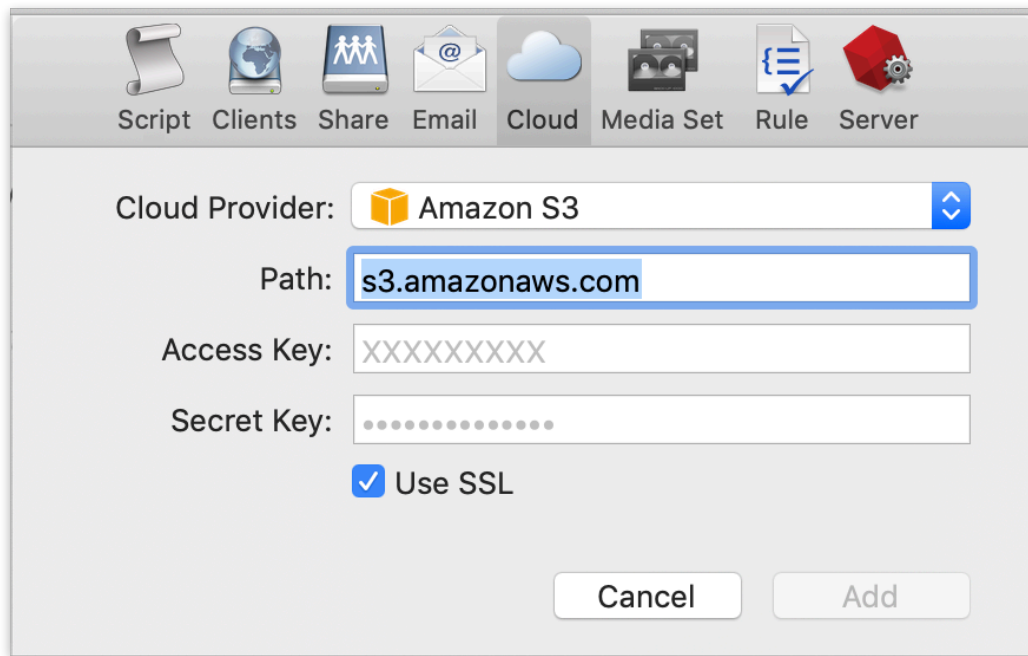 Script Clients Share Email Cloud Media Set Rule Server
Cloud Provider: Amazon S3
Path: s3.amazonaws.com
Access Key: XXXXXXXXX
Secret Key: ••••••••••••••
Use SSL
Cancel Add